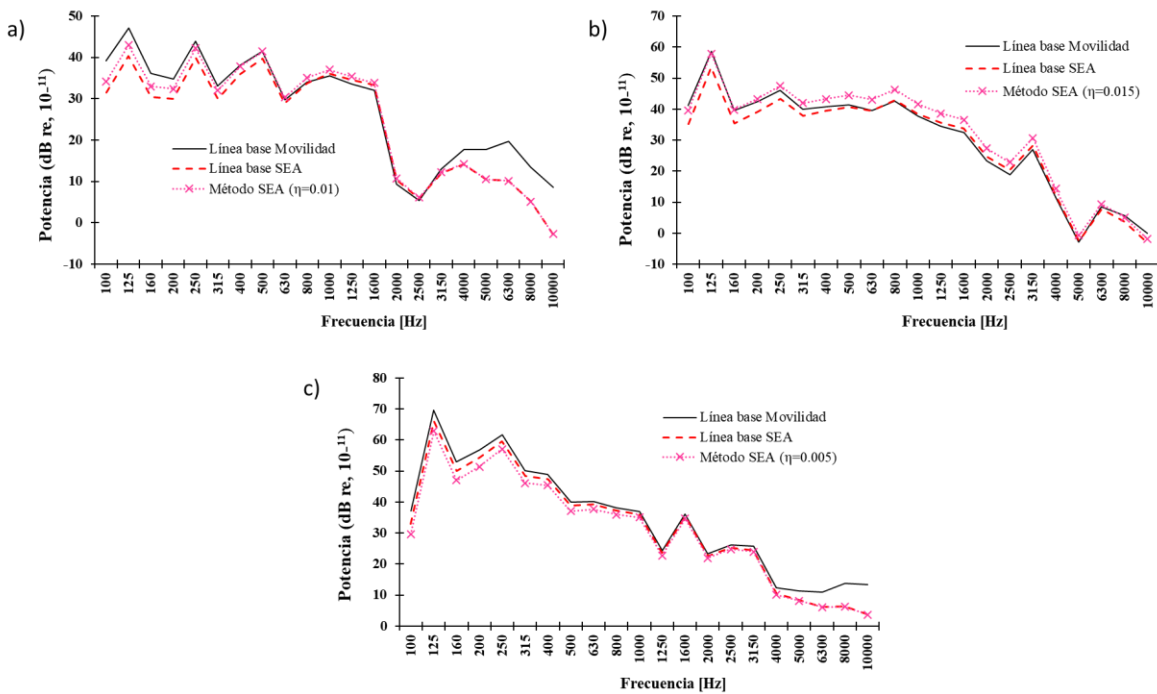 a)
Potencia (dB re, 10⁻¹¹)
50
40
30
20
10
0
-10
Línea base Movilidad
Línea base SEA
Método SEA (η=0.01)
100 125 160 200 250 315 400 500 630 800 1000 1250 1600 2000 2500 3150 4000 5000 6300 8000 10000
Frecuencia [Hz]
b)
Potencia (dB re, 10⁻¹¹)
70
60
50
40
30
20
10
0
-10
Línea base Movilidad
Línea base SEA
Método SEA (η=0.015)
100 125 160 200 250 315 400 500 630 800 1000 1250 1600 2000 2500 3150 4000 5000 6300 8000 10000
Frecuencia [Hz]
c)
Potencia (dB re, 10⁻¹¹)
80
70
60
50
40
30
20
10
0
Línea base Movilidad
Línea base SEA
Método SEA (η=0.005)
100 125 160 200 250 315 400 500 630 800 1000 1250 1600 2000 2500 3150 4000 5000 6300 8000 10000
Frecuencia [Hz]